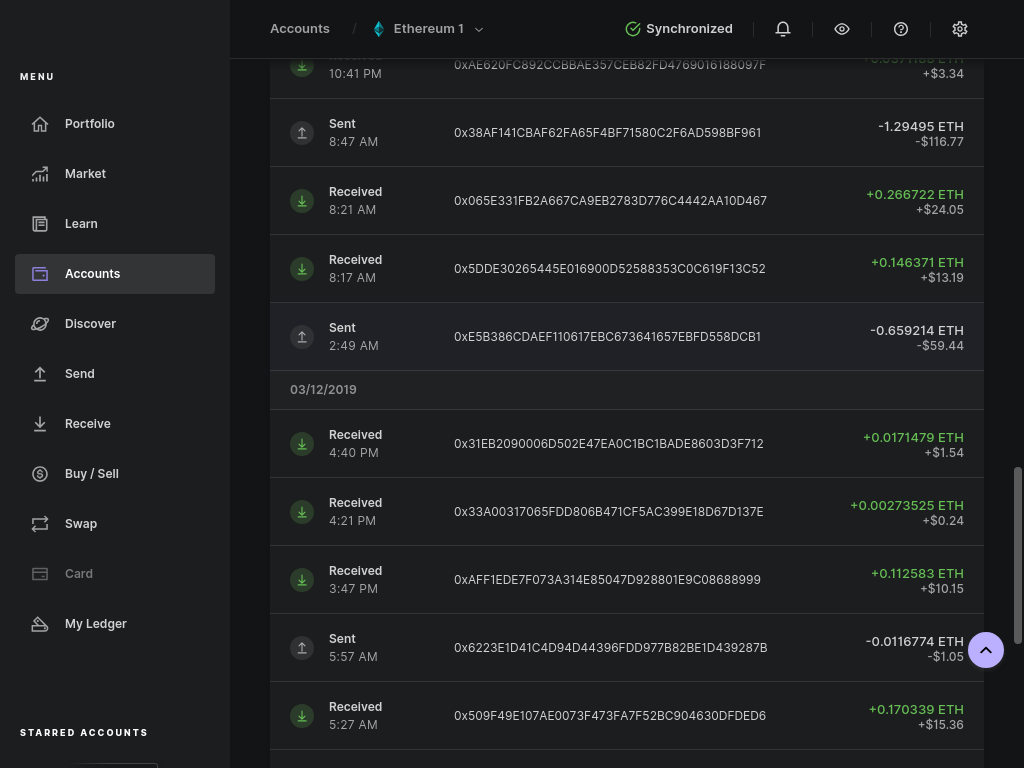 Accounts / Ethereum 1
Synchronized
MENU
Portfolio
Market
Learn
Accounts
Discover
Send
Receive
Buy / Sell
Swap
Card
My Ledger
STARRED ACCOUNTS
10:41 PM 0xAE620FC892CCBBAE357CEB82FD4769016188097F
+$3.34
Sent
8:47 AM
0x38AF141CBAF62FA65F4BF71580C2F6AD598BF961
-1.29495 ETH
-$116.77
Received
8:21 AM
0x065E331FB2A667CA9EB2783D776C4442AA10D467
+0.266722 ETH
+$24.05
Received
8:17 AM
0x5DDE30265445E016900D52588353C0C619F13C52
+0.146371 ETH
+$13.19
Sent
2:49 AM
0xE5B386CDAEF110617EBC673641657EBFD558DCB1
-0.659214 ETH
-$59.44
03/12/2019
Received
4:40 PM
0x31EB2090006D502E47EA0C1BC1BADE8603D3F712
+0.0171479 ETH
+$1.54
Received
4:21 PM
0x33A00317065FDD806B471CF5AC399E18D67D137E
+0.00273525 ETH
+$0.24
Received
3:47 PM
0xAFF1EDE7F073A314E85047D928801E9C08688999
+0.112583 ETH
+$10.15
Sent
5:57 AM
0x6223E1D41C4D94D44396FDD977B82BE1D439287B
-0.0116774 ETH
-$1.05
Received
5:27 AM
0x509F49E107AE0073F473FA7F52BC904630DFDED6
+0.170339 ETH
+$15.36